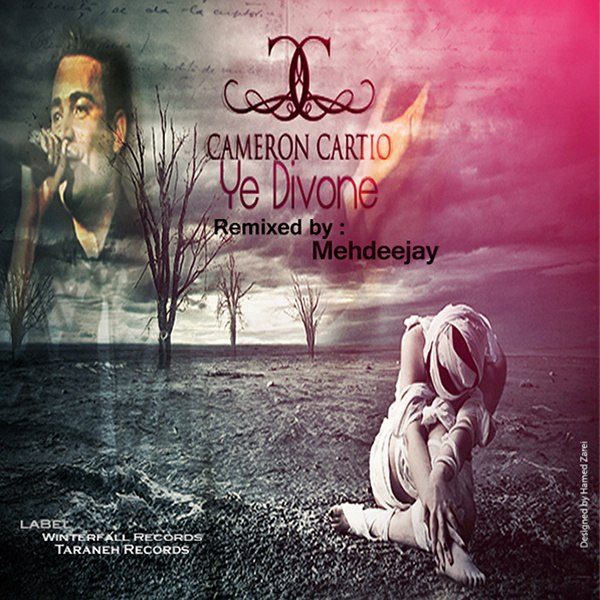 CAMERON CARTIO
Ye Divone
Remixed by :
Mehdeejay
LABEL
WINTERFALL RECORDS
TARANEH RECORDS
Designed by Hamed Zarei